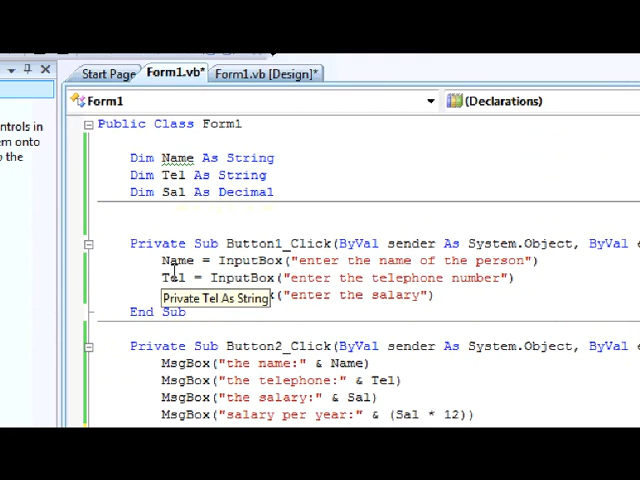 Start Page Form1.vb* Form1.vb [Design]*
Form1 (Declarations)
ntrols in
em onto
o the
Public Class Form1
Dim Name As String
Dim Tel As String
Dim Sal As Decimal
Private Sub Button1_Click(ByVal sender As System.Object, ByVal e
Name = InputBox("enter the name of the person")
Tel = InputBox("enter the telephone number")
("enter the salary")
Private Tel As String
End Sub
Private Sub Button2_Click(ByVal sender As System.Object, ByVal e
MsgBox("the name:" & Name)
MsgBox("the telephone:" & Tel)
MsgBox("the salary:" & Sal)
MsgBox("salary per year:" & (Sal * 12))